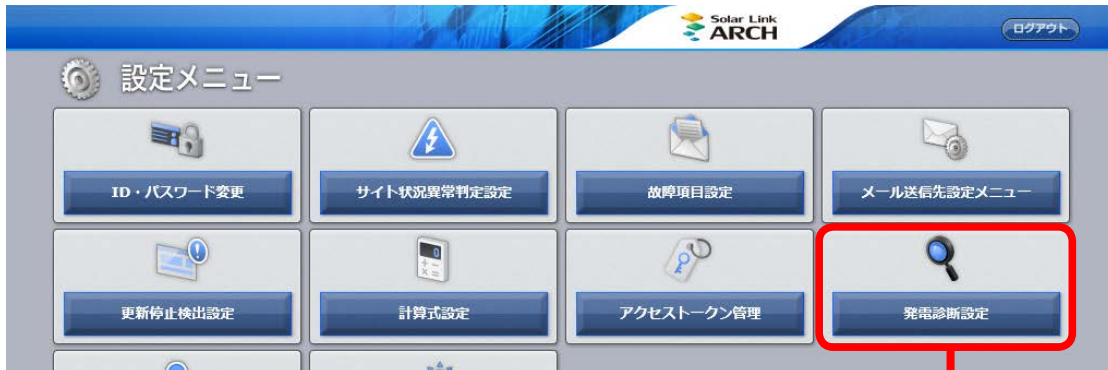 Solar Link
ARCH
ログアウト
設定メニュー
ID・パスワード変更
サイト状況異常判定設定
故障項目設定
メール送信先設定メニュー
更新停止検出設定
計算式設定
アクセストークン管理
発電診断設定